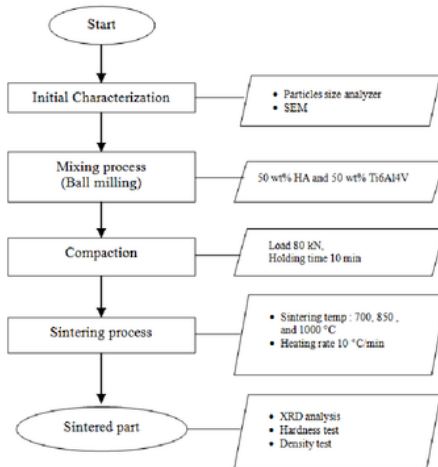 Start
Initial Characterization
• Particles size analyzer
• SEM
Mixing process
(Ball milling)
50 wt% HA and 50 wt% Ti6Al4V
Compaction
Load 80 kN,
Holding time 10 min
Sintering process
• Sintering temp : 700, 850 ,
and 1000 °C
• Heating rate 10 °C/min
Sintered part
• XRD analysis
• Hardness test
• Density test